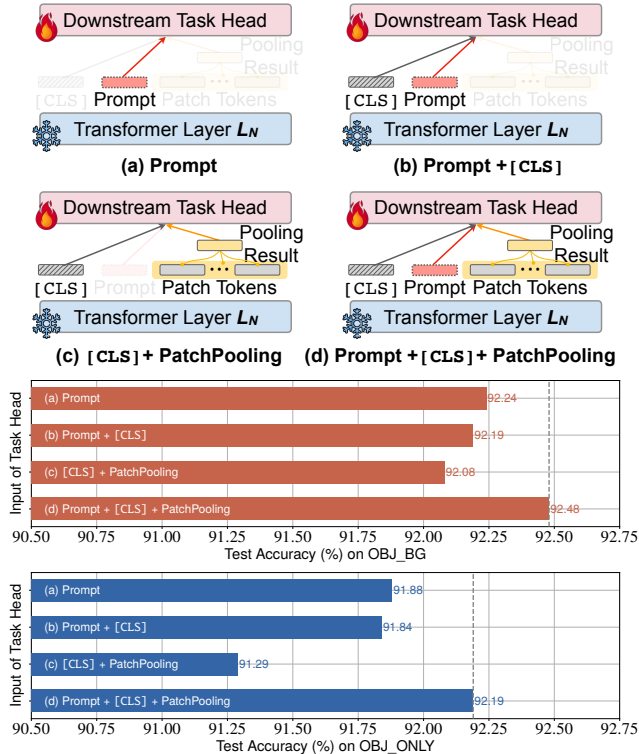 Downstream Task Head
Pooling
Result
[CLS] Prompt Patch Tokens
Transformer Layer L_N
(a) Prompt
Downstream Task Head
Pooling
Result
[CLS] Prompt Patch Tokens
Transformer Layer L_N
(b) Prompt + [CLS]
Downstream Task Head
Pooling
Result
[CLS] Prompt Patch Tokens
Transformer Layer L_N
(c) [CLS] + PatchPooling
Downstream Task Head
Pooling
Result
[CLS] Prompt Patch Tokens
Transformer Layer L_N
(d) Prompt + [CLS] + PatchPooling
Input of Task Head
(a) Prompt 92.24
(b) Prompt + [CLS] 92.19
(c) [CLS] + PatchPooling 92.08
(d) Prompt + [CLS] + PatchPooling 92.48
90.50 90.75 91.00 91.25 91.50 91.75 92.00 92.25 92.50 92.75
Test Accuracy (%) on OBJ_BG
Input of Task Head
(a) Prompt 91.88
(b) Prompt + [CLS] 91.84
(c) [CLS] + PatchPooling 91.29
(d) Prompt + [CLS] + PatchPooling 92.19
90.50 90.75 91.00 91.25 91.50 91.75 92.00 92.25 92.50 92.75
Test Accuracy (%) on OBJ_ONLY